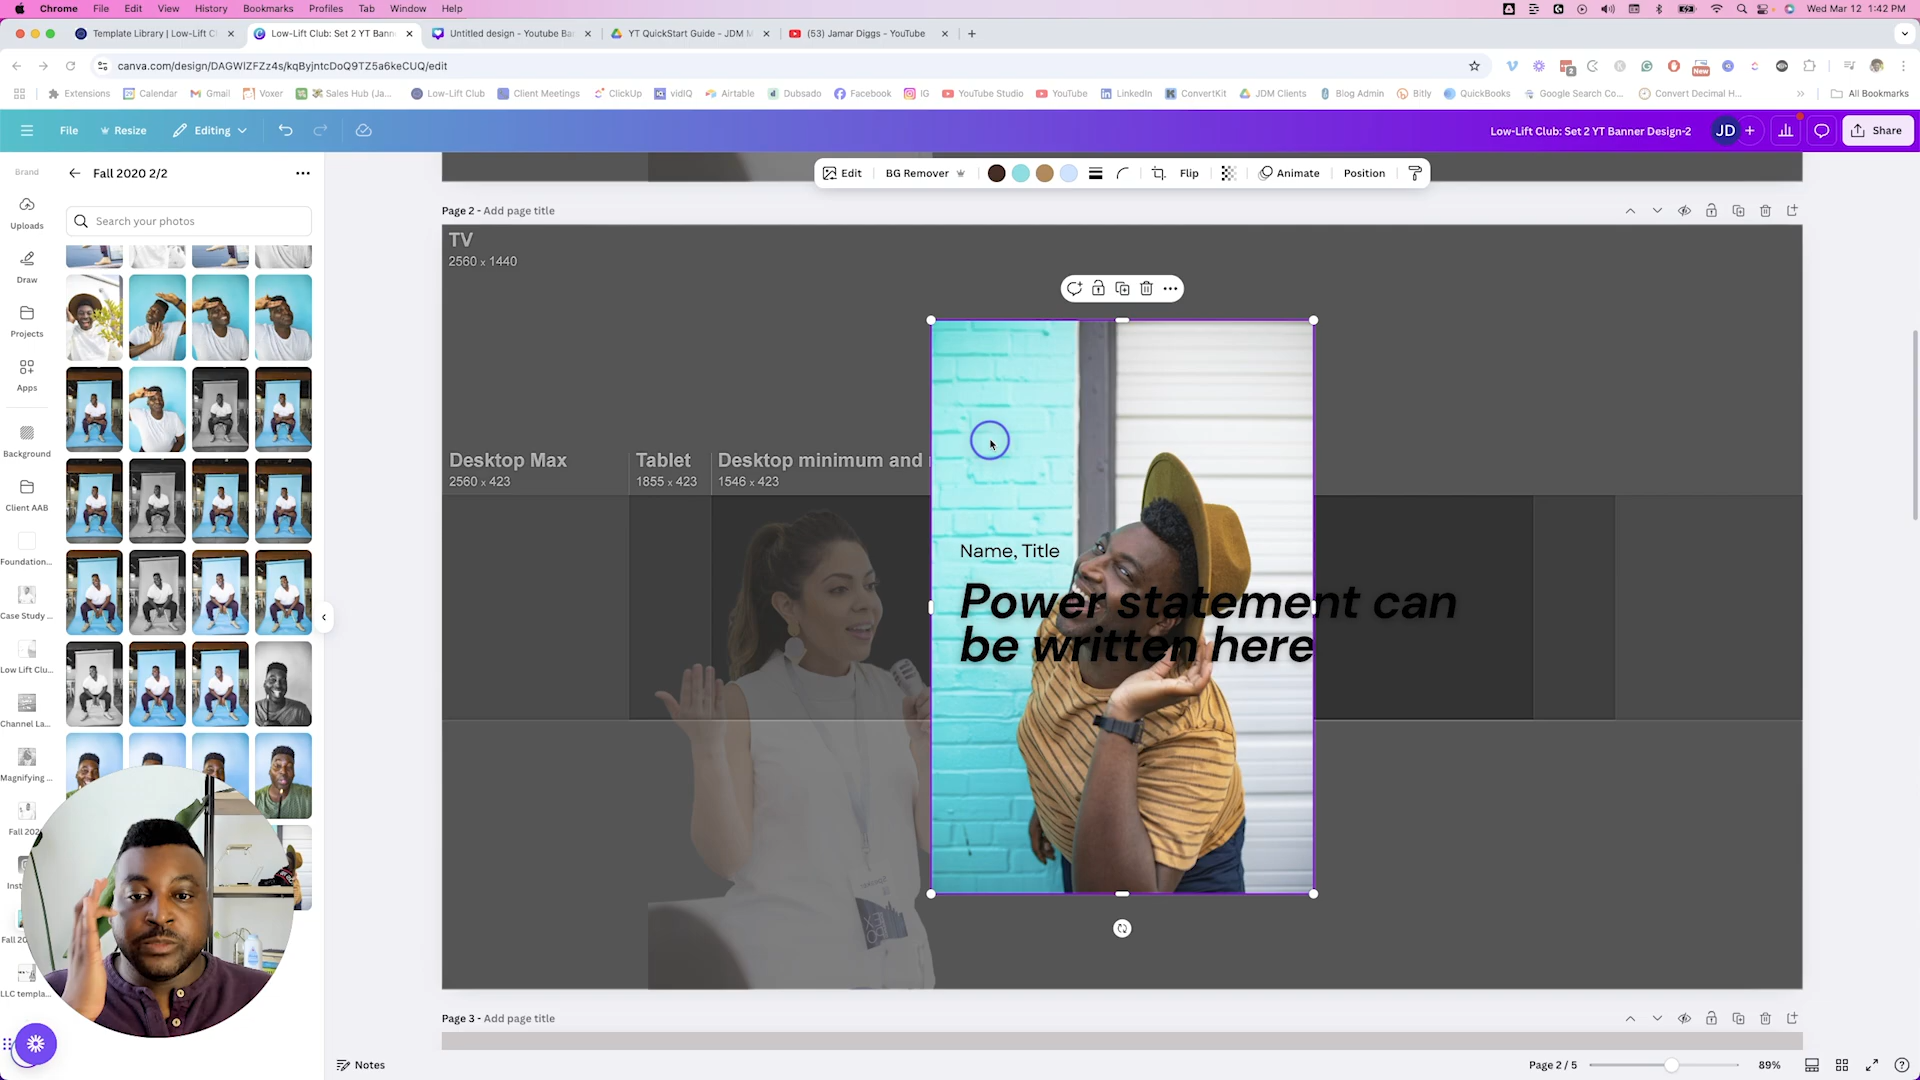 Chrome File Edit View History Bookmarks Profiles Tab Window Help
Wed Mar 12 1:42 PM
Template Library | Low-Lift C
Low-Lift Club: Set 2 YT Bann
Untitled design - Youtube Ba
YT QuickStart Guide - JDM M
(53) Jamar Diggs - YouTube
canva.com/design/DAGWIZFZz4s/kqByjntcDoQ9TZ5a6keCUQ/edit
2
New
Extensions Calendar Gmail Voxer Sales Hub (Ja... Low-Lift Club Client Meetings ClickUp vidIQ Airtable Dubsado Facebook IG YouTube Studio YouTube LinkedIn ConvertKit JDM Clients Blog Admin Bitly QuickBooks Google Search Co... Convert Decimal H... » All Bookmarks
File Resize Editing
Low-Lift Club: Set 2 YT Banner Design-2
JD
Share
Brand
Uploads
Draw
Projects
Apps
Background
Client AAB
Foundation...
Case Study ...
Low Lift Clu...
Channel La...
Magnifying ...
Fall 202
Inst
Fall 20
LLC templa...
Fall 2020 2/2
Search your photos
Edit BG Remover Flip Animate Position
Page 2 - Add page title
TV
2560 x 1440
Desktop Max
2560 x 423
Tablet
1855 x 423
Desktop minimum and
1546 x 423
Name, Title
Power statement can
be written here
Page 3 - Add page title
Notes
Page 2 / 5
89%